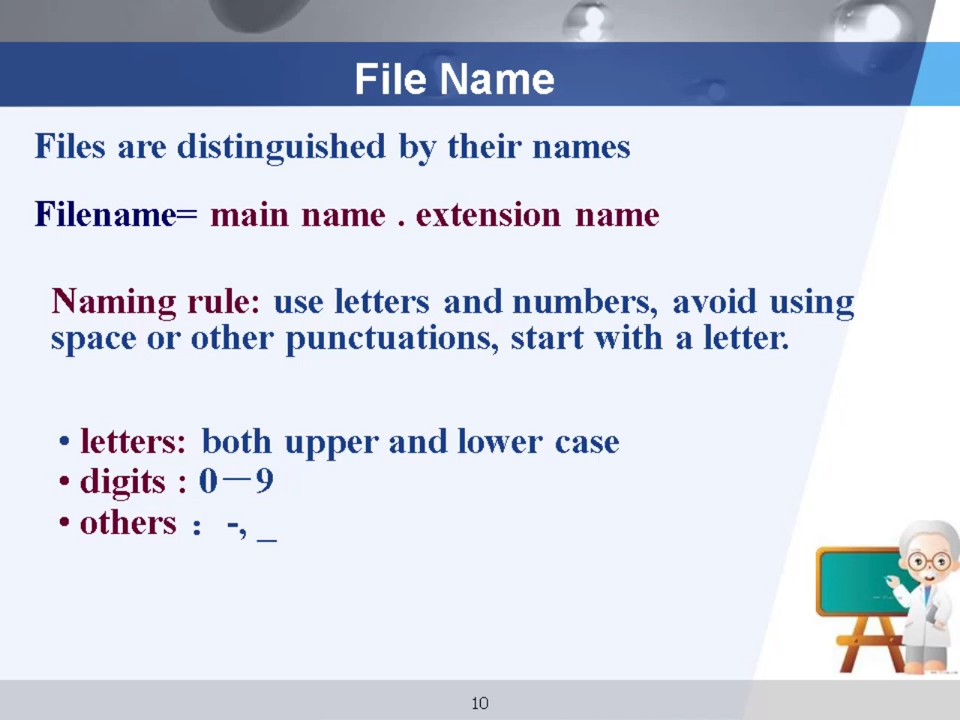 File Name
Files are distinguished by their names
Filename= main name . extension name
Naming rule: use letters and numbers, avoid using
space or other punctuations, start with a letter.
• letters: both upper and lower case
• digits : 0－9
• others ： -, _
10